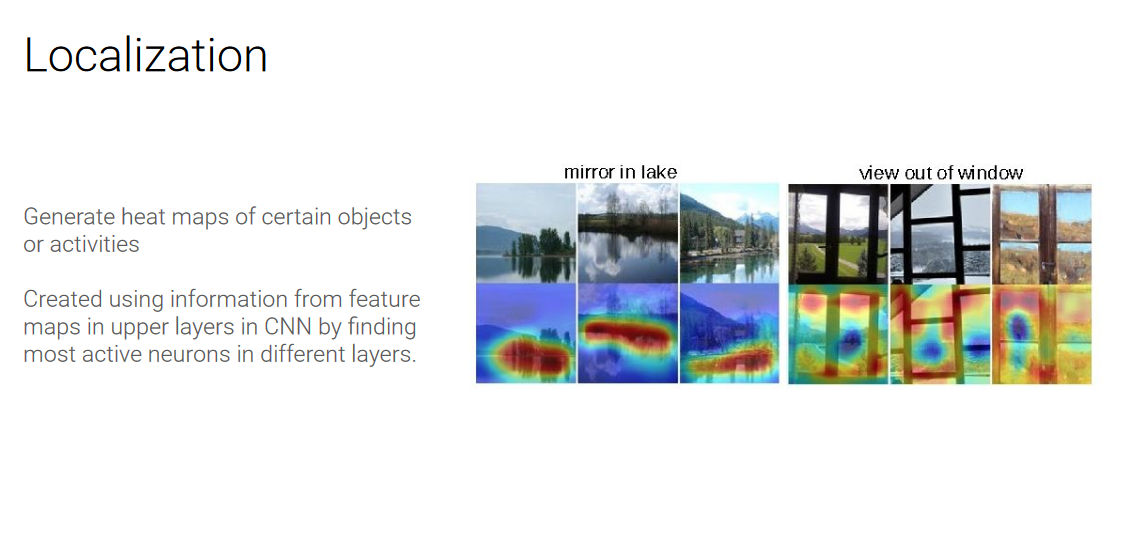 Localization
mirror in lake
view out of window
Generate heat maps of certain objects
or activities
Created using information from feature
maps in upper layers in CNN by finding
most active neurons in different layers.